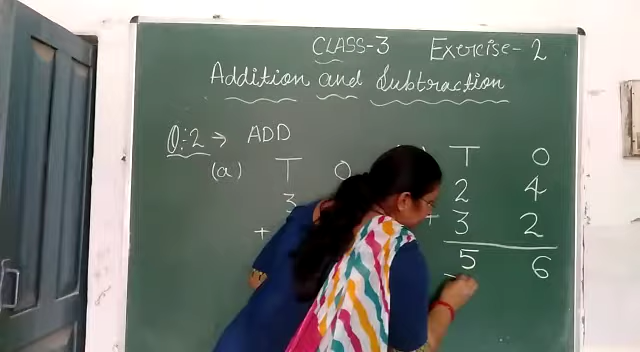 CLASS-3 Exercise-2
Addition and Subtraction
Q:2→ ADD
(a) T O T O
3 2 4
+ + 3 2
5 6